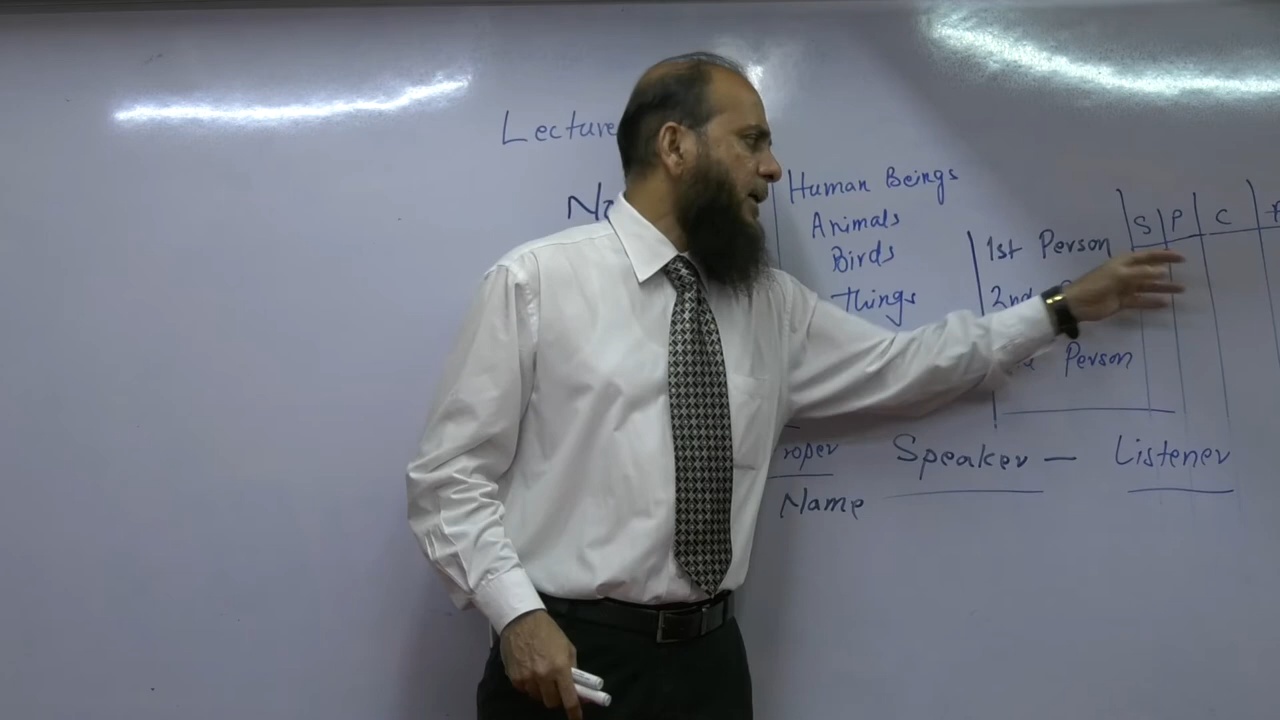 Lecture
Human Beings
Animals
Birds
Things
1st Person
2nd
Person
S P C
Speaker — Listener
Name